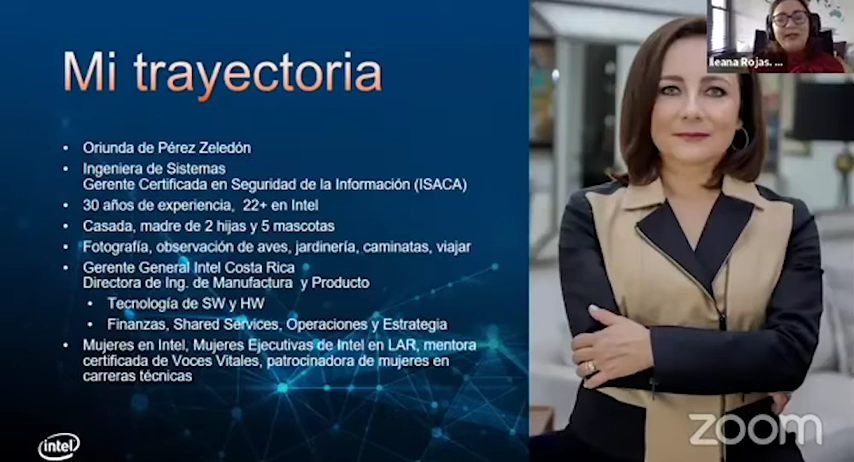 Mi trayectoria
Ileana Rojas. ...
• Oriunda de Pérez Zeledón
• Ingeniera de Sistemas
Gerente Certificada en Seguridad de la Información (ISACA)
• 30 años de experiencia, 22+ en Intel
• Casada, madre de 2 hijas y 5 mascotas
• Fotografía, observación de aves, jardinería, caminatas, viajar
• Gerente General Intel Costa Rica
Directora de Ing. de Manufactura y Producto
• Tecnología de SW y HW
• Finanzas, Shared Services, Operaciones y Estrategia
• Mujeres en Intel, Mujeres Ejecutivas de Intel en LAR, mentora
certificada de Voces Vitales, patrocinadora de mujeres en
carreras técnicas
intel
zoom